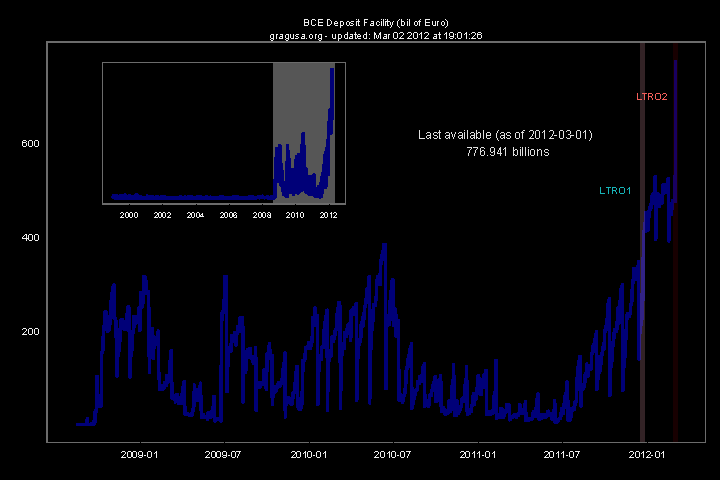 BCE Deposit Facility (bil of Euro)
gragusa.org - updated: Mar 02 2012 at 19:01:26
LTRO2
Last available (as of 2012-03-01)
776.941 billions
LTRO1
2000 2002 2004 2006 2008 2010 2012
600
400
200
2009-01 2009-07 2010-01 2010-07 2011-01 2011-07 2012-01